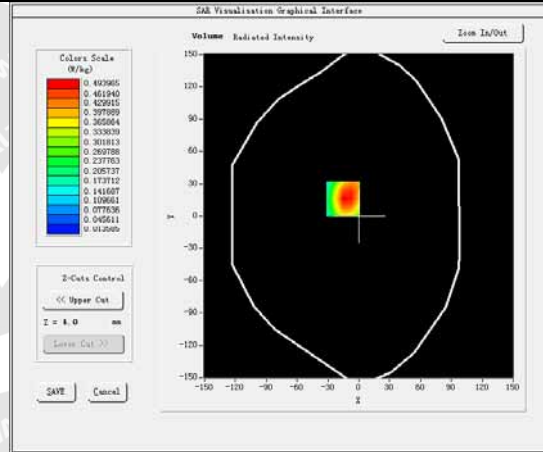 SAR Visualisation Graphical Interface
Volume Radiated Intensity
Zoom In/Out
Colors Scale
(W/kg)
0.493965
0.461940
0.429915
0.397889
0.365864
0.333839
0.301813
0.269788
0.237763
0.205737
0.173712
0.141687
0.109661
0.077636
0.045611
0.013585
Z-Cuts Control
<< Upper Cut
Z = 4.0 mm
Lower Cut >>
SAVE
Cancel
150
120
90
60
30
0
-30
-60
-90
-120
-150
Y
-150 -120 -90 -60 -30 0 30 60 90 120 150
X